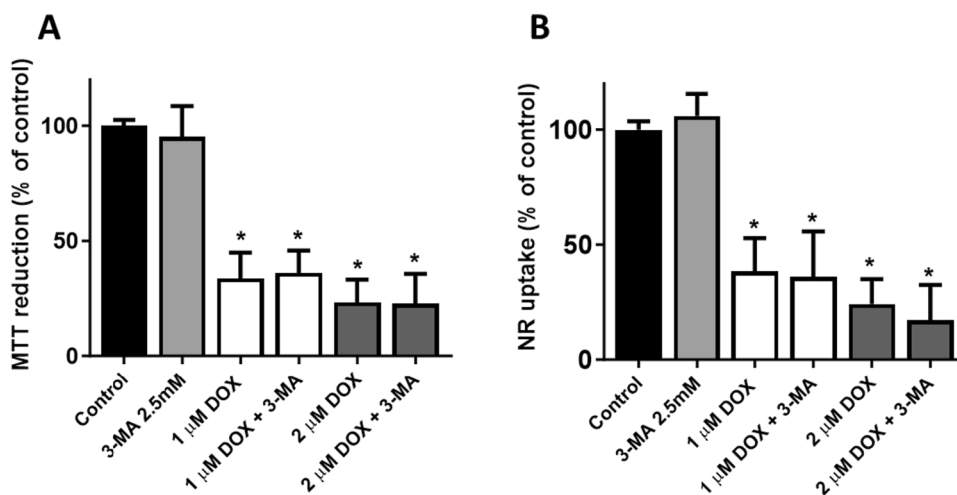 A
MTT reduction (% of control)
100
50
0
*
*
*
*
Control
3-MA 2.5mM
1 μM DOX
1 μM DOX + 3-MA
2 μM DOX
2 μM DOX + 3-MA
B
NR uptake (% of control)
100
50
0
*
*
*
*
Control
3-MA 2.5mM
1 μM DOX
1 μM DOX + 3-MA
2 μM DOX
2 μM DOX + 3-MA